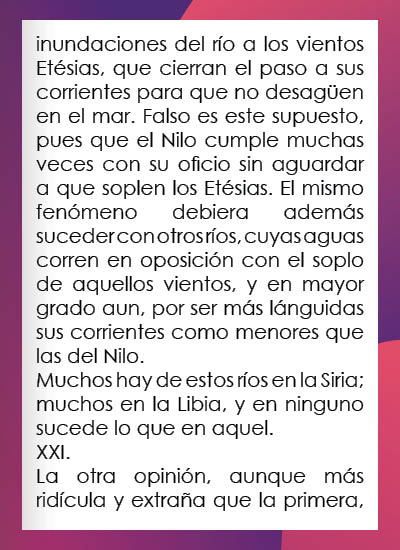 inundaciones del río a los vientos
Etésias, que cierran el paso a sus
corrientes para que no desagüen
en el mar. Falso es este supuesto,
pues que el Nilo cumple muchas
veces con su oficio sin aguardar
a que soplen los Etésias. El mismo
fenómeno debiera además
suceder con otros ríos, cuyas aguas
corren en oposición con el soplo
de aquellos vientos, y en mayor
grado aun, por ser más lánguidas
sus corrientes como menores que
las del Nilo.
Muchos hay de estos ríos en la Siria;
muchos en la Libia, y en ninguno
sucede lo que en aquel.
XXI.
La otra opinión, aunque más
ridícula y extraña que la primera,